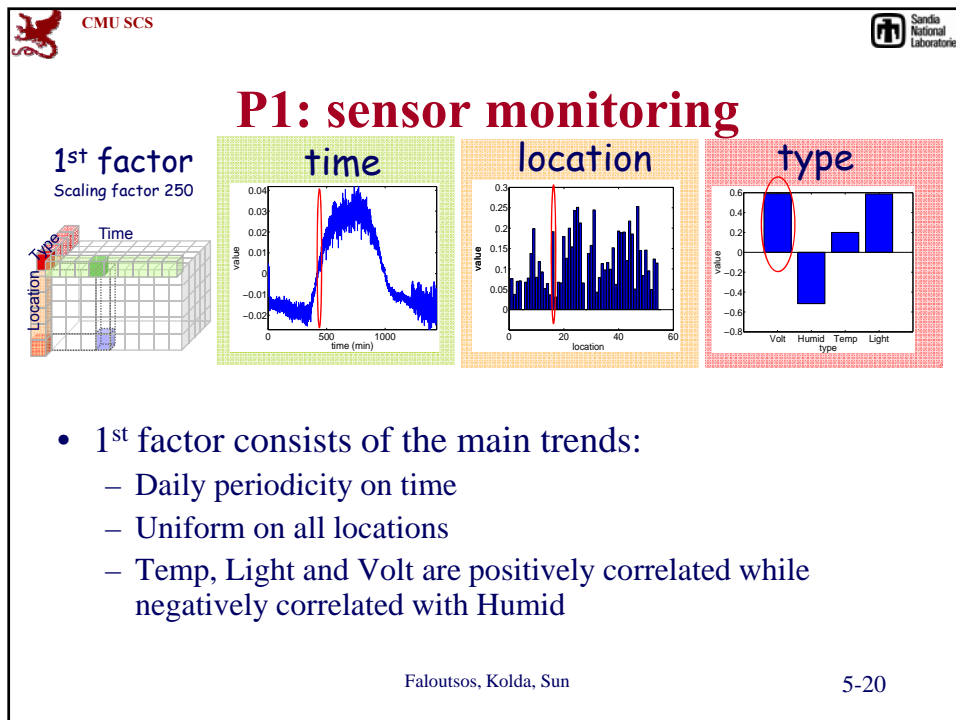 CMU SCS
Sandia
National
Laboratorie
P1: sensor monitoring
1st factor
Scaling factor 250
Time
Type
Location
time
0.04
0.03
0.02
0.01
0
−0.01
−0.02
value
0 500 1000
time (min)
location
0.3
0.25
0.2
0.15
0.1
0.05
0
value
0 20 40 60
location
type
0.6
0.4
0.2
0
−0.2
−0.4
−0.6
−0.8
value
Volt Humid Temp Light
type
• 1st factor consists of the main trends:
– Daily periodicity on time
– Uniform on all locations
– Temp, Light and Volt are positively correlated while
negatively correlated with Humid
Faloutsos, Kolda, Sun
5-20